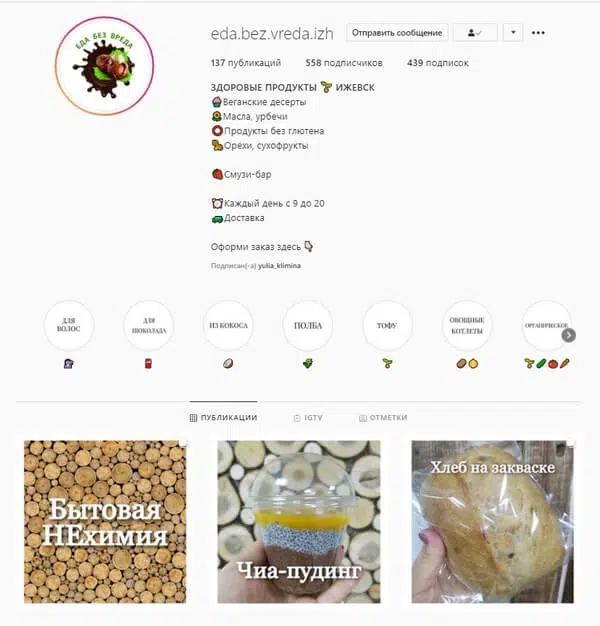 ЕДА БЕЗ ВРЕДА
eda.bez.vreda.izh
Отправить сообщение
137 публикаций 558 подписчиков 439 подписок
ЗДОРОВЫЕ ПРОДУКТЫ 🌱 ИЖЕВСК
🧁Веганские десерты
🌻Масла, урбечи
⭕Продукты без глютена
🥜Орехи, сухофрукты
🍓Смузи-бар
⏰Каждый день с 9 до 20
🚙Доставка
Оформи заказ здесь 👇🏻
Подписан(-а) yulia_klimina
ДЛЯ
ВОЛОС
ДЛЯ
ШОКОЛАДА
ИЗ КОКОСА
ПОЛБА
ТОФУ
ОВОЩНЫЕ
КОТЛЕТЫ
ОРГАНИЧЕСКОЕ
ПУБЛИКАЦИИ
IGTV
ОТМЕТКИ
Бытовая
НЕхимия
Чиа-пудинг
Хлеб на закваске